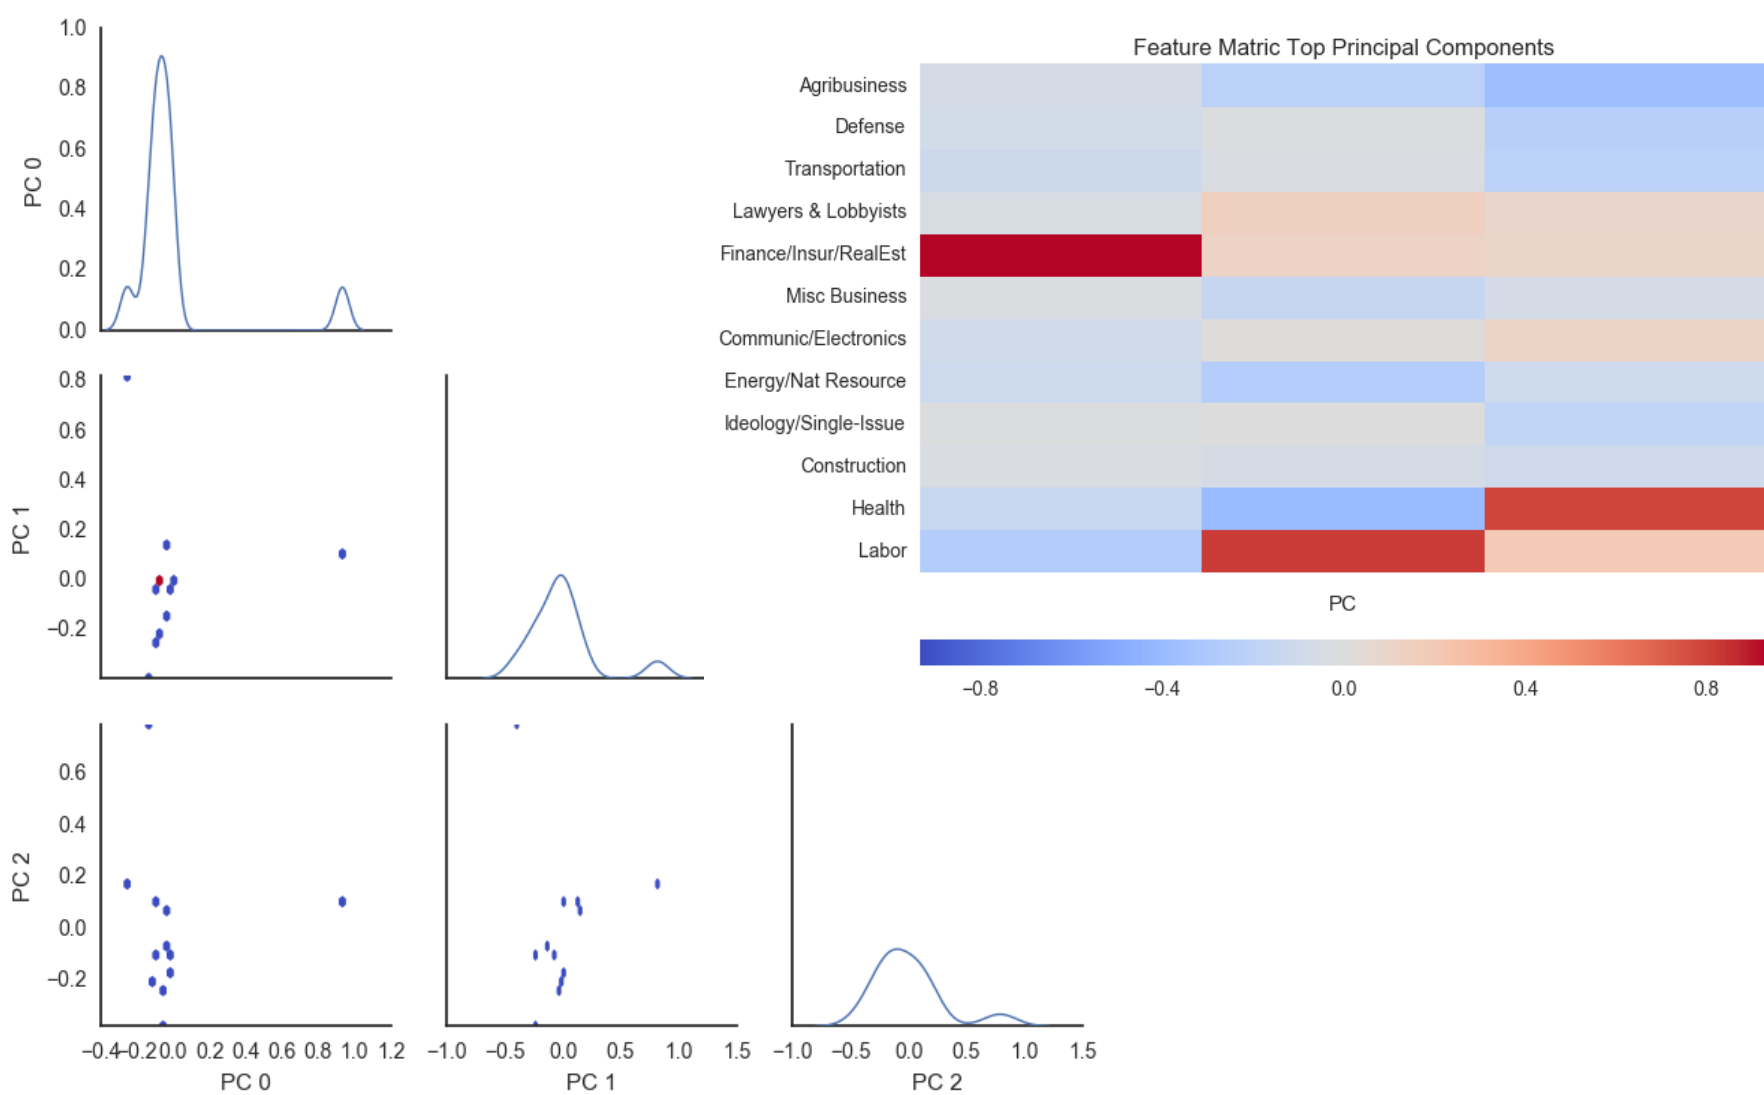 1.0
0.8
0.6
0.4
0.2
0.0
PC 0
Feature Matric Top Principal Components
Agribusiness
Defense
Transportation
Lawyers & Lobbyists
Finance/Insur/RealEst
Misc Business
Communic/Electronics
Energy/Nat Resource
Ideology/Single-Issue
Construction
Health
Labor
PC
−0.8 −0.4 0.0 0.4 0.8
0.8
0.6
0.4
0.2
0.0
−0.2
PC 1
0.6
0.4
0.2
0.0
−0.2
PC 2
−0.4 −0.2 0.0 0.2 0.4 0.6 0.8 1.0 1.2
PC 0
−1.0 −0.5 0.0 0.5 1.0 1.5
PC 1
−1.0 −0.5 0.0 0.5 1.0 1.5
PC 2